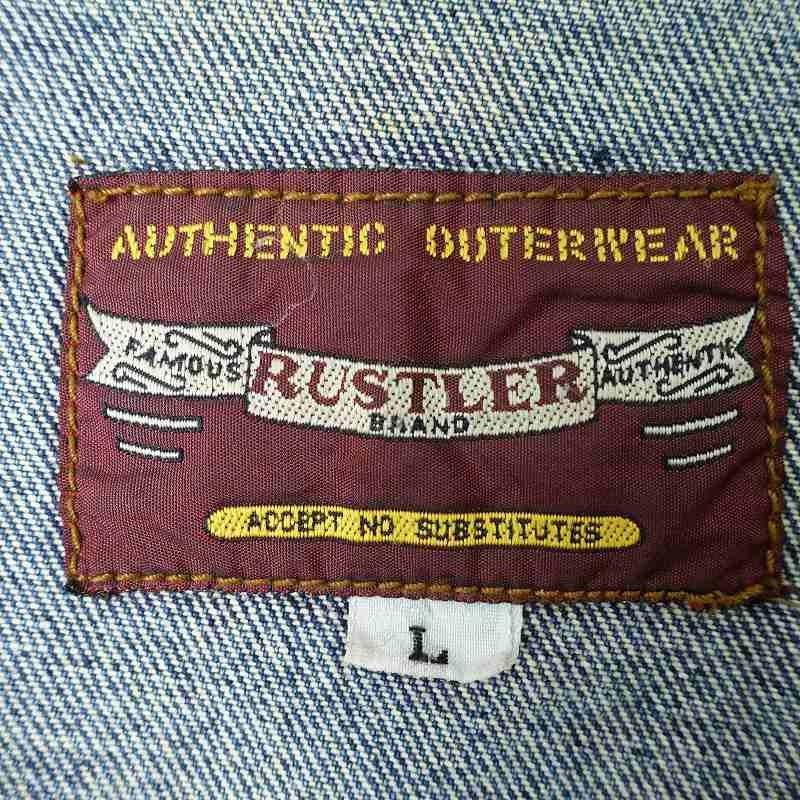 AUTHENTIC OUTERWEAR
FAMOUS RUSTLER AUTHENTIC
BRAND
ACCEPT NO SUBSTITUTES
L